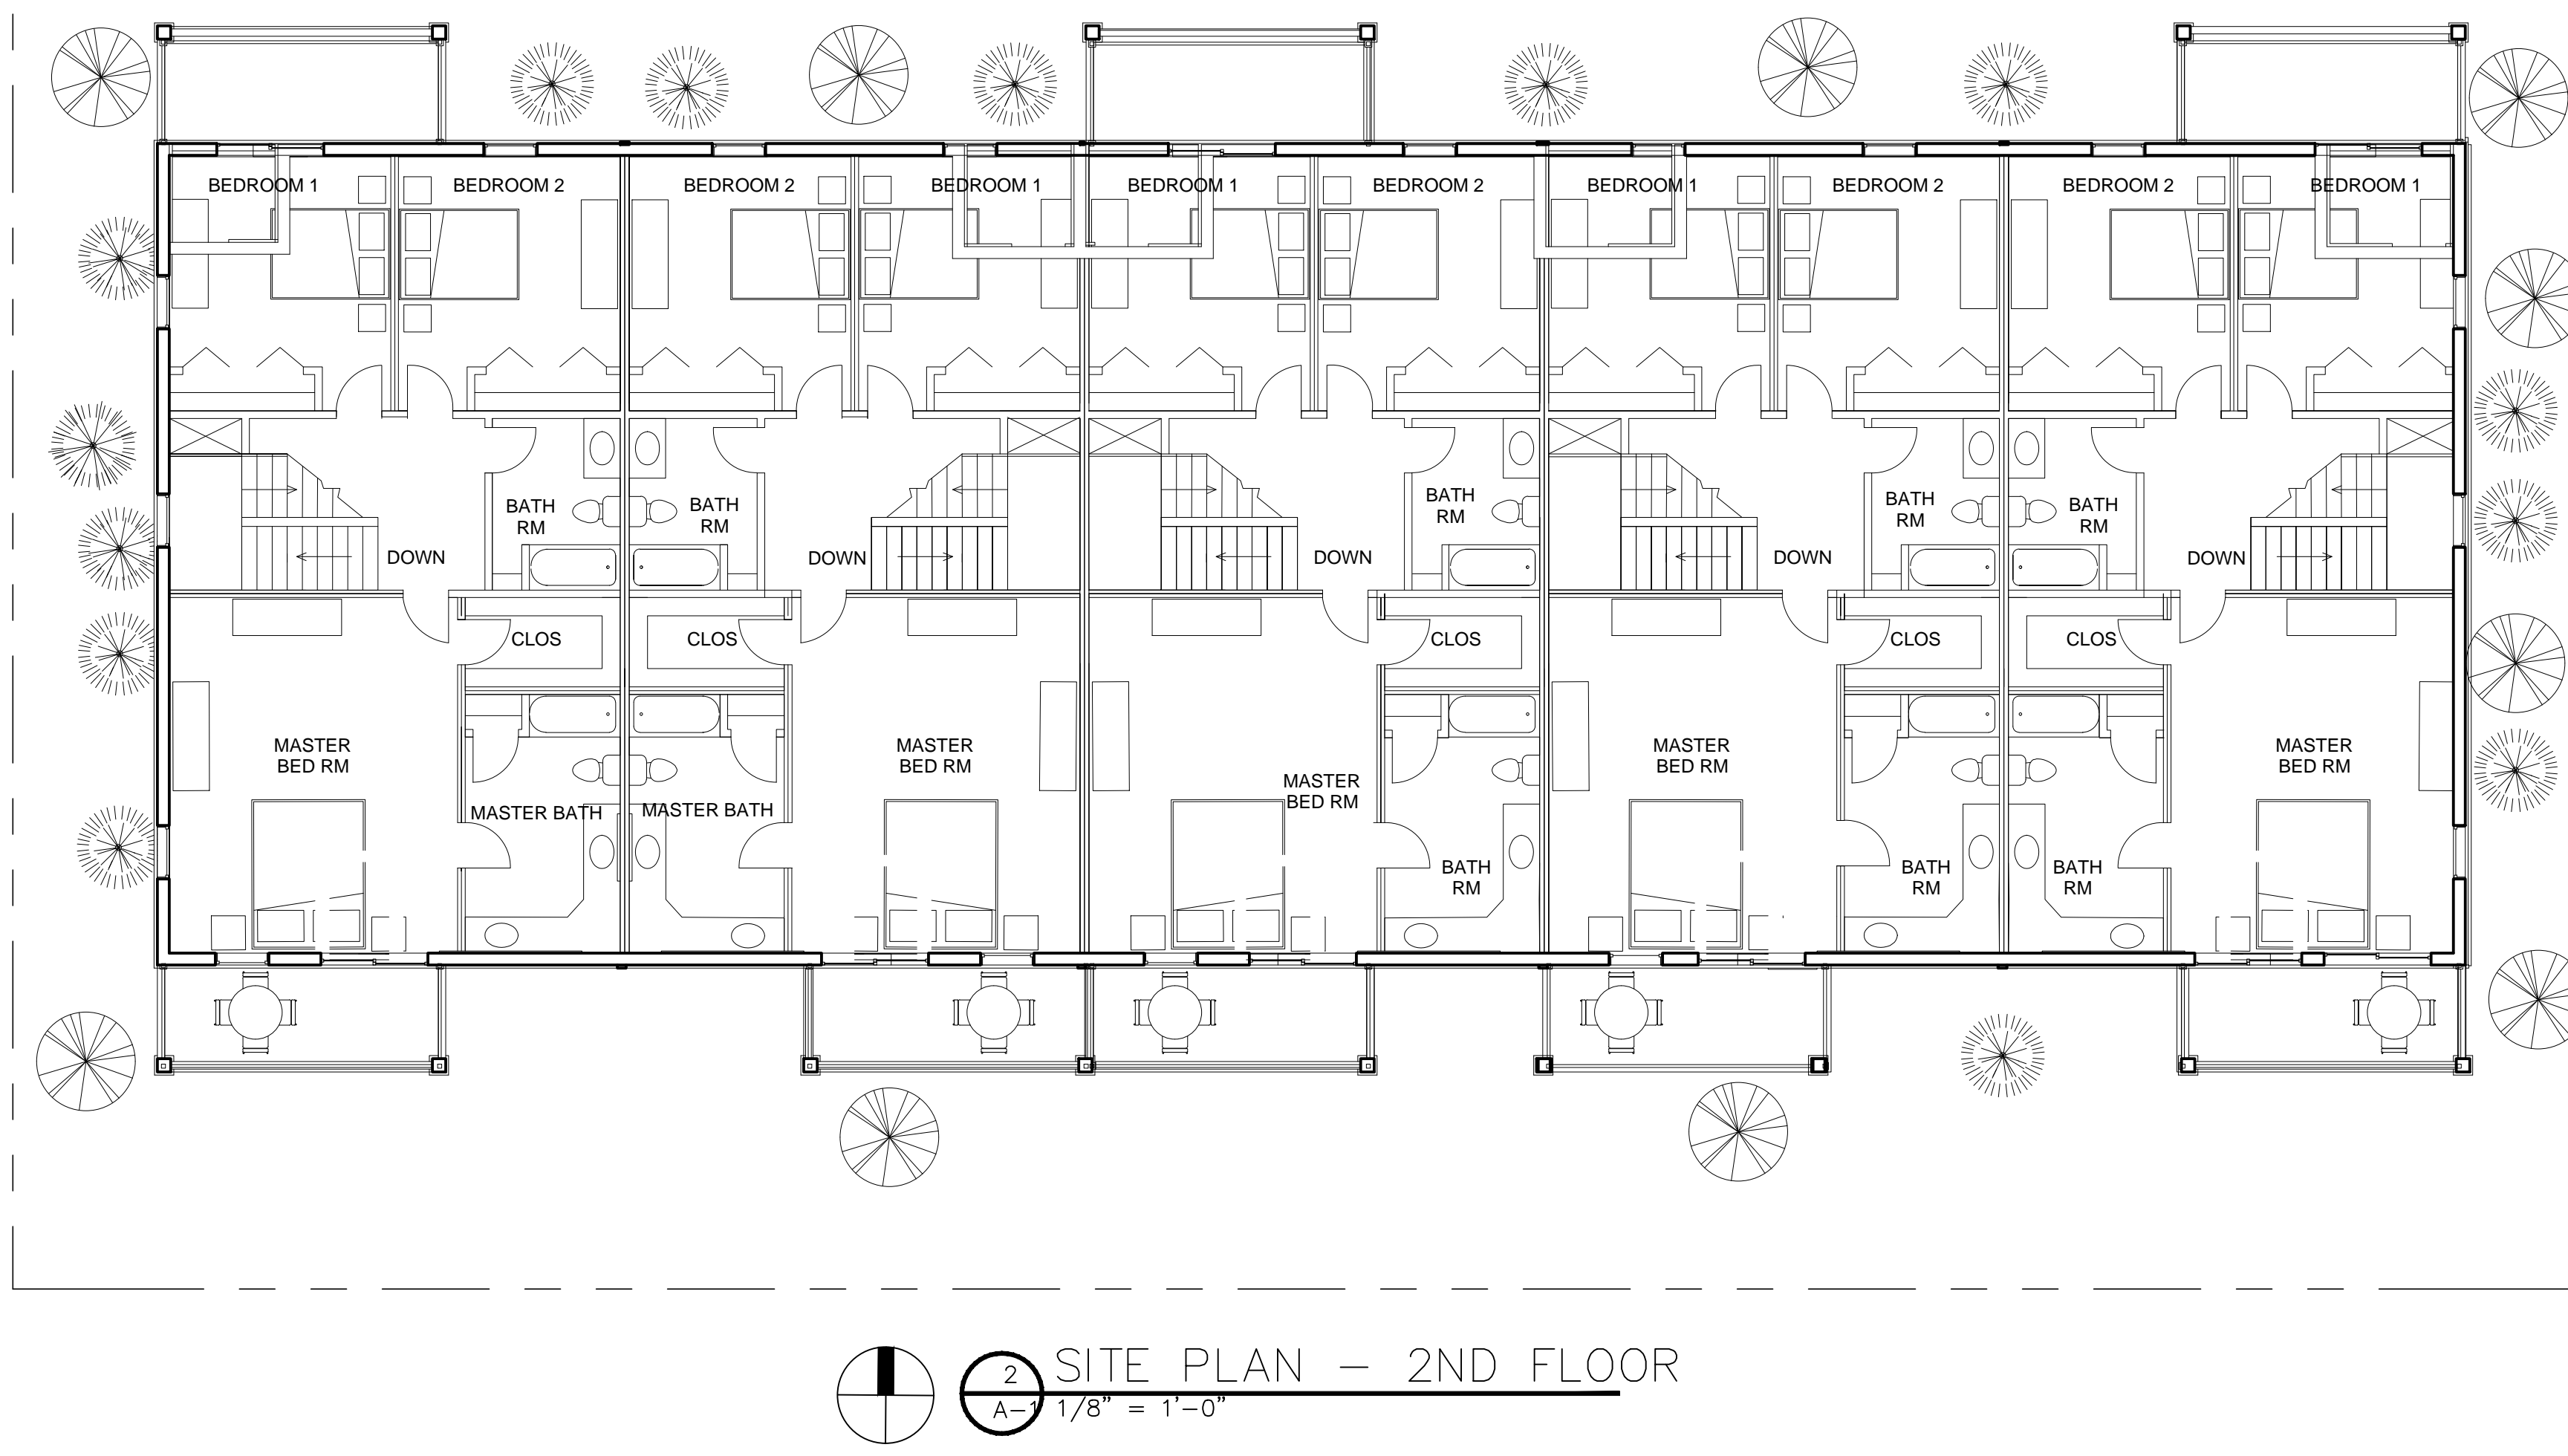 BEDROOM 1
BEDROOM 2
BEDROOM 2
BEDROOM 1
BEDROOM 1
BEDROOM 2
BEDROOM 1
BEDROOM 2
BEDROOM 2
BEDROOM 1
BATH
RM
BATH
RM
BATH
RM
BATH
RM
BATH
RM
DOWN
DOWN
DOWN
DOWN
DOWN
CLOS
CLOS
CLOS
CLOS
CLOS
MASTER
BED RM
MASTER
BED RM
MASTER
BED RM
MASTER
BED RM
MASTER
BED RM
MASTER BATH
MASTER BATH
BATH
RM
BATH
RM
BATH
RM
2
A-1
SITE PLAN - 2ND FLOOR
1/8" = 1'-0"